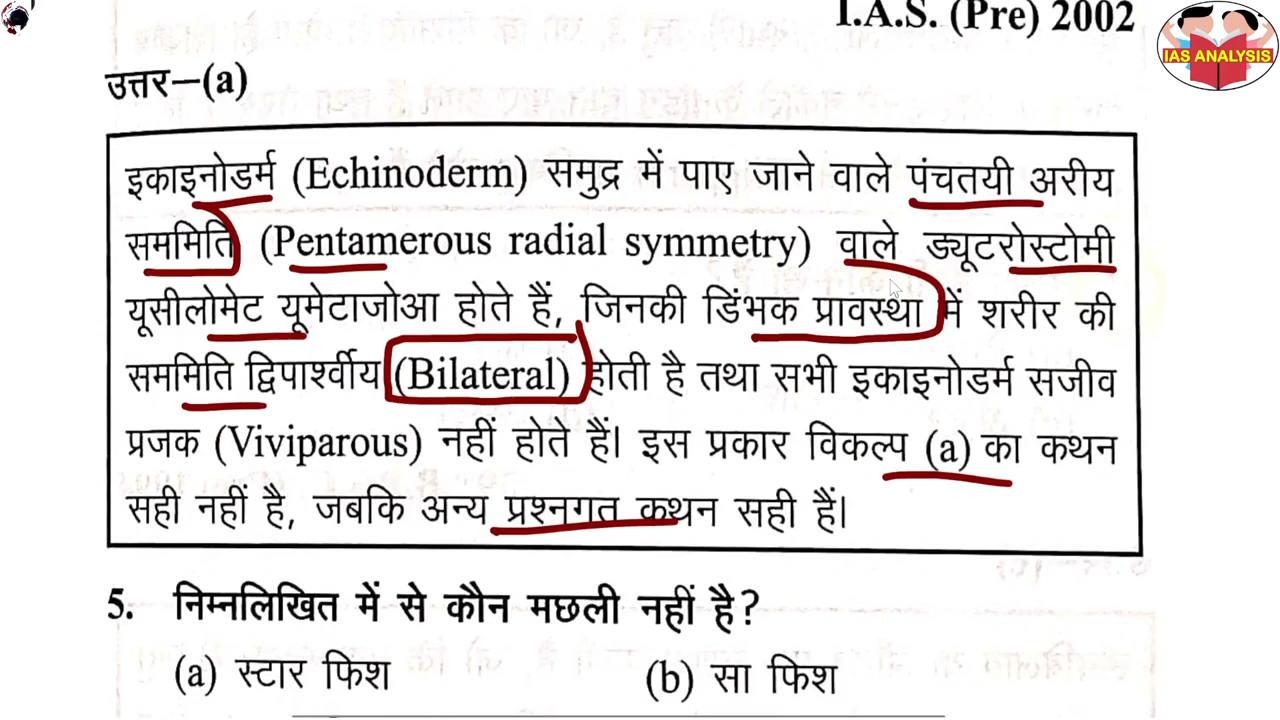 I.A.S. (Pre) 2002
IAS ANALYSIS
उत्तर–(a)
इकाइनोडर्म (Echinoderm) समुद्र में पाए जाने वाले पंचतयी अरीय
सममिति (Pentamerous radial symmetry) वाले ड्यूटरोस्टोमी
यूसीलोमेट यूमेटाजोआ होते हैं, जिनकी डिंभक प्रावस्था में शरीर की
सममिति द्विपार्श्वीय (Bilateral) होती है तथा सभी इकाइनोडर्म सजीव
प्रजक (Viviparous) नहीं होते हैं। इस प्रकार विकल्प (a) का कथन
सही नहीं है, जबकि अन्य प्रश्नगत कथन सही हैं।
5. निम्नलिखित में से कौन मछली नहीं है?
(a) स्टार फिश (b) सा फिश